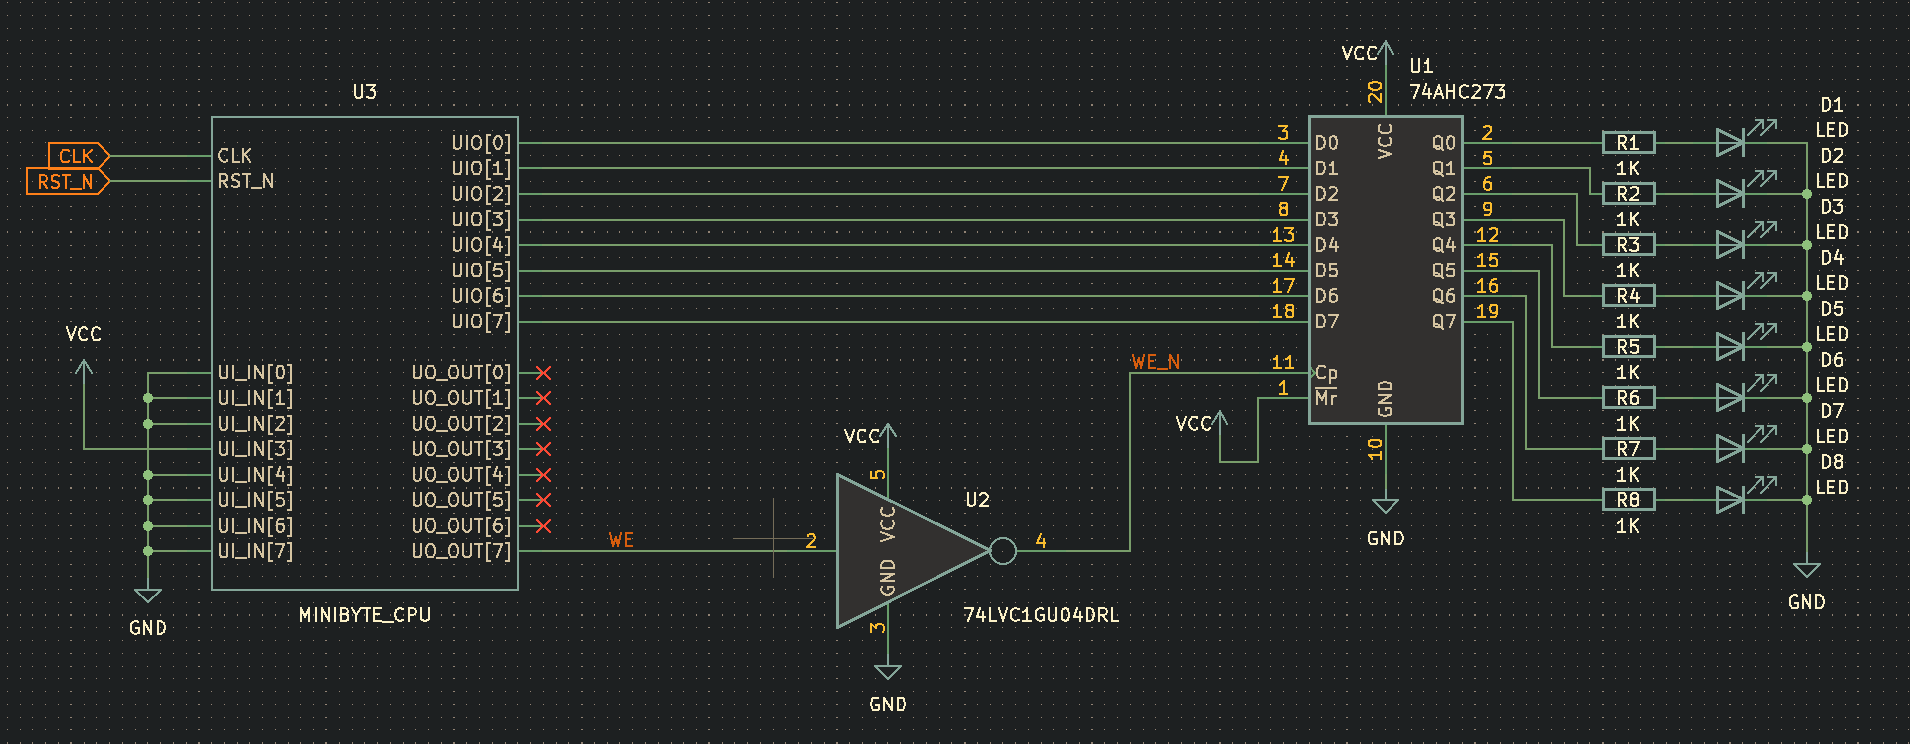 U3
CLK
RST_N
CLK
RST_N
UIO[0]
UIO[1]
UIO[2]
UIO[3]
UIO[4]
UIO[5]
UIO[6]
UIO[7]
VCC
UI_IN[0]
UI_IN[1]
UI_IN[2]
UI_IN[3]
UI_IN[4]
UI_IN[5]
UI_IN[6]
UI_IN[7]
UO_OUT[0]
UO_OUT[1]
UO_OUT[2]
UO_OUT[3]
UO_OUT[4]
UO_OUT[5]
UO_OUT[6]
UO_OUT[7]
GND
MINIBYTE_CPU
WE
2
VCC
5
VCC
GND
3
GND
U2
4
74LVC1GU04DRL
WE_N
VCC
VCC
20
U1
74AHC273
3
4
7
8
13
14
17
18
11
1
D0
D1
D2
D3
D4
D5
D6
D7
Cp
Mr
VCC
GND
10
GND
Q0
Q1
Q2
Q3
Q4
Q5
Q6
Q7
2
5
6
9
12
15
16
19
R1
1K
R2
1K
R3
1K
R4
1K
R5
1K
R6
1K
R7
1K
R8
1K
D1
LED
D2
LED
D3
LED
D4
LED
D5
LED
D6
LED
D7
LED
D8
LED
GND